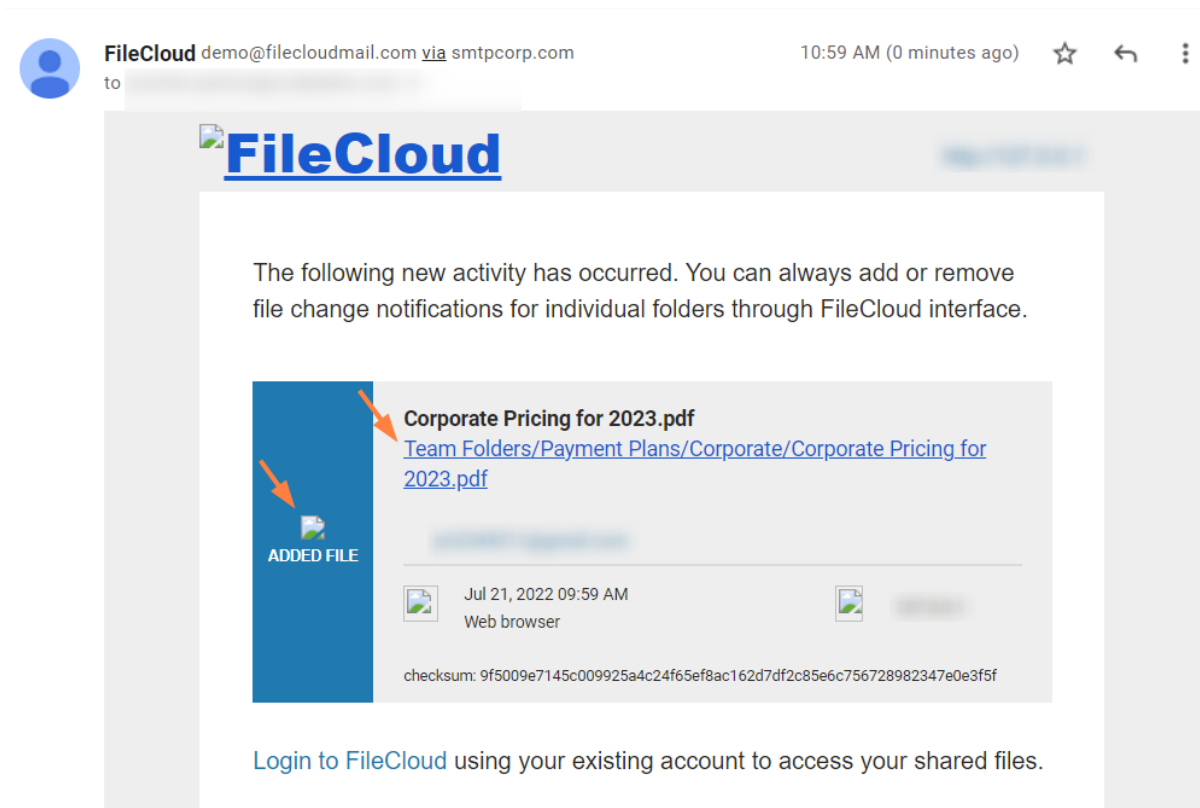 FileCloud demo@filecloudmail.com via smtpcorp.com 10:59 AM (0 minutes ago)
to
FileCloud
The following new activity has occurred. You can always add or remove
file change notifications for individual folders through FileCloud interface.
Corporate Pricing for 2023.pdf
Team Folders/Payment Plans/Corporate/Corporate Pricing for
2023.pdf
ADDED FILE
Jul 21, 2022 09:59 AM
Web browser
checksum: 9f5009e7145c009925a4c24f65ef8ac162d7df2c85e6c756728982347e0e3f5f
Login to FileCloud using your existing account to access your shared files.